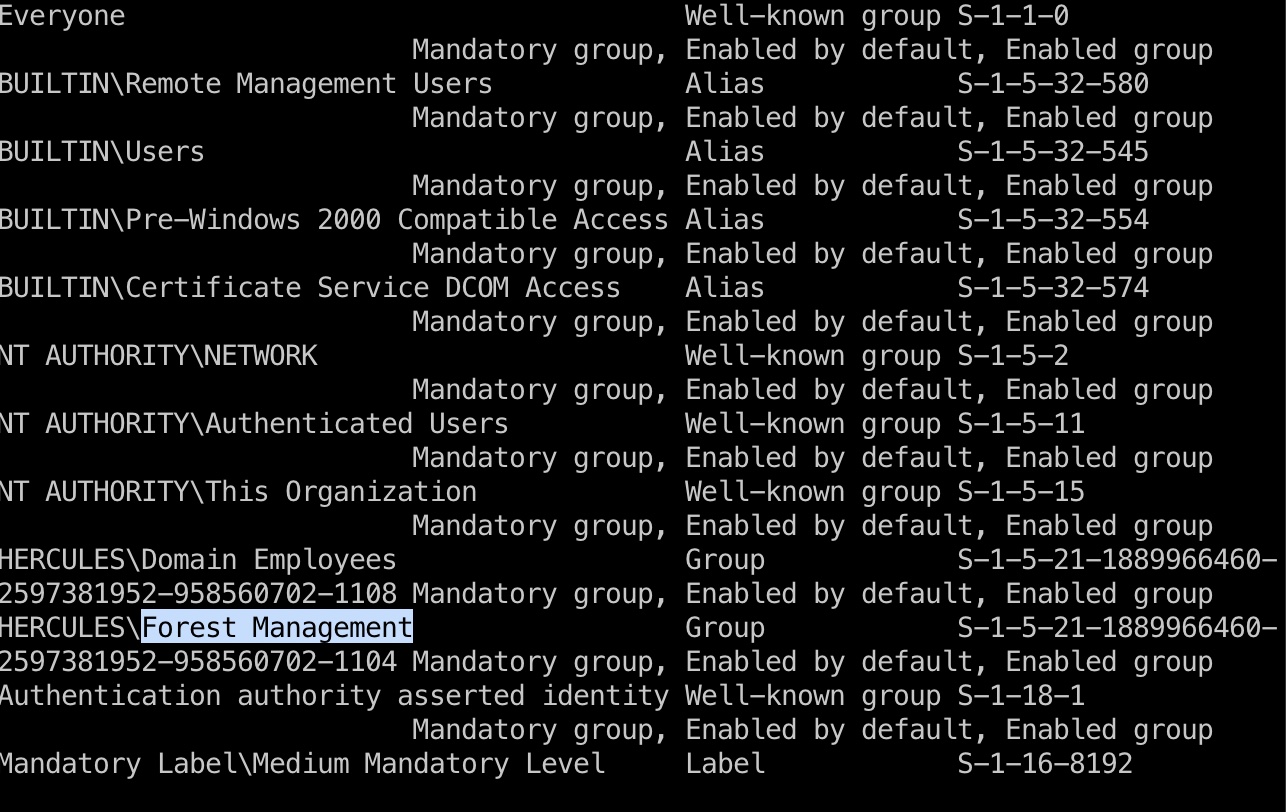 Everyone Well-known group S-1-1-0
Mandatory group, Enabled by default, Enabled group
BUILTIN\Remote Management Users Alias S-1-5-32-580
Mandatory group, Enabled by default, Enabled group
BUILTIN\Users Alias S-1-5-32-545
Mandatory group, Enabled by default, Enabled group
BUILTIN\Pre-Windows 2000 Compatible Access Alias S-1-5-32-554
Mandatory group, Enabled by default, Enabled group
BUILTIN\Certificate Service DCOM Access Alias S-1-5-32-574
Mandatory group, Enabled by default, Enabled group
NT AUTHORITY\NETWORK Well-known group S-1-5-2
Mandatory group, Enabled by default, Enabled group
NT AUTHORITY\Authenticated Users Well-known group S-1-5-11
Mandatory group, Enabled by default, Enabled group
NT AUTHORITY\This Organization Well-known group S-1-5-15
Mandatory group, Enabled by default, Enabled group
HERCULES\Domain Employees Group S-1-5-21-1889966460-
2597381952-958560702-1108 Mandatory group, Enabled by default, Enabled group
HERCULES\Forest Management Group S-1-5-21-1889966460-
2597381952-958560702-1104 Mandatory group, Enabled by default, Enabled group
Authentication authority asserted identity Well-known group S-1-18-1
Mandatory group, Enabled by default, Enabled group
Mandatory Label\Medium Mandatory Level Label S-1-16-8192